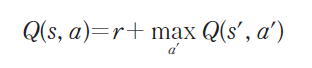 Q(s, a)=r+ max Q(s′, a′)
a′